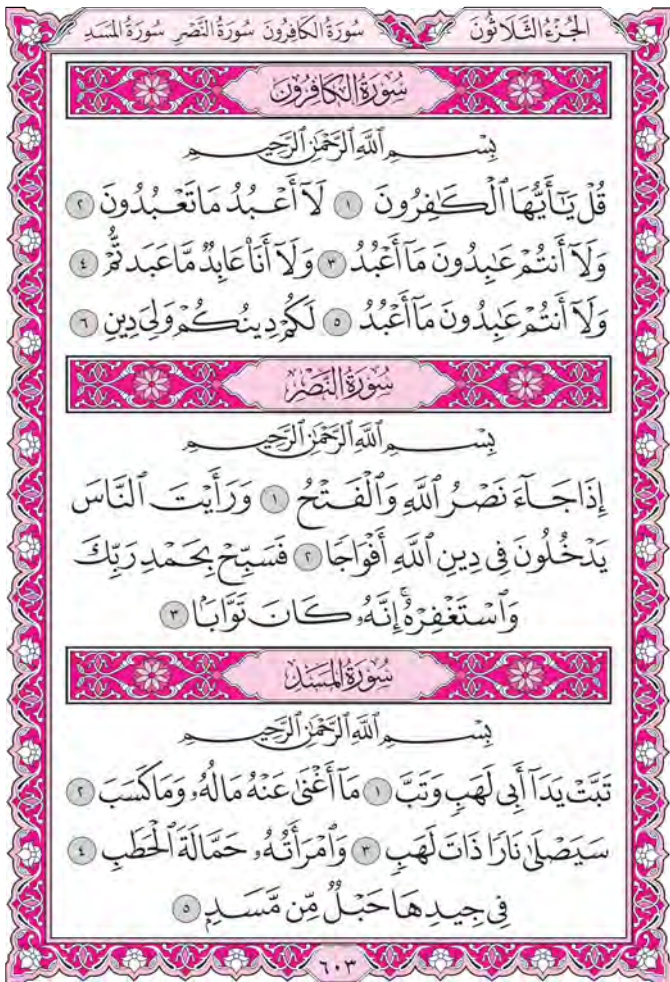 الجُزْءُ الثَّلَاثُونَ سُورَةُ الكَافِرُونَ سُورَةُ النَّصْرِ سُورَةُ المَسَدِ
سُورَةُ الكَافِرُونَ
بِسْمِ ٱللَّهِ ٱلرَّحْمَٰنِ ٱلرَّحِيمِ
قُلْ يَٰٓأَيُّهَا ٱلْكَٰفِرُونَ ١ لَآ أَعْبُدُ مَا تَعْبُدُونَ ٢
وَلَآ أَنتُمْ عَٰبِدُونَ مَآ أَعْبُدُ ٣ وَلَآ أَنَا۠ عَابِدٌ مَّا عَبَدتُّمْ ٤
وَلَآ أَنتُمْ عَٰبِدُونَ مَآ أَعْبُدُ ٥ لَكُمْ دِينُكُمْ وَلِيَ دِينِ ٦
سُورَةُ النَّصْرِ
بِسْمِ ٱللَّهِ ٱلرَّحْمَٰنِ ٱلرَّحِيمِ
إِذَا جَآءَ نَصْرُ ٱللَّهِ وَٱلْفَتْحُ ١ وَرَأَيْتَ ٱلنَّاسَ
يَدْخُلُونَ فِي دِينِ ٱللَّهِ أَفْوَاجًا ٢ فَسَبِّحْ بِحَمْدِ رَبِّكَ
وَٱسْتَغْفِرْهُۚ إِنَّهُۥ كَانَ تَوَّابًۢا ٣
سُورَةُ المَسَدِ
بِسْمِ ٱللَّهِ ٱلرَّحْمَٰنِ ٱلرَّحِيمِ
تَبَّتْ يَدَآ أَبِي لَهَبٍ وَتَبَّ ١ مَآ أَغْنَىٰ عَنْهُ مَالُهُۥ وَمَا كَسَبَ ٢
سَيَصْلَىٰ نَارًا ذَاتَ لَهَبٍ ٣ وَٱمْرَأَتُهُۥ حَمَّالَةَ ٱلْحَطَبِ ٤
فِي جِيدِهَا حَبْلٌ مِّن مَّسَدٍۭ ٥
٦٠٣